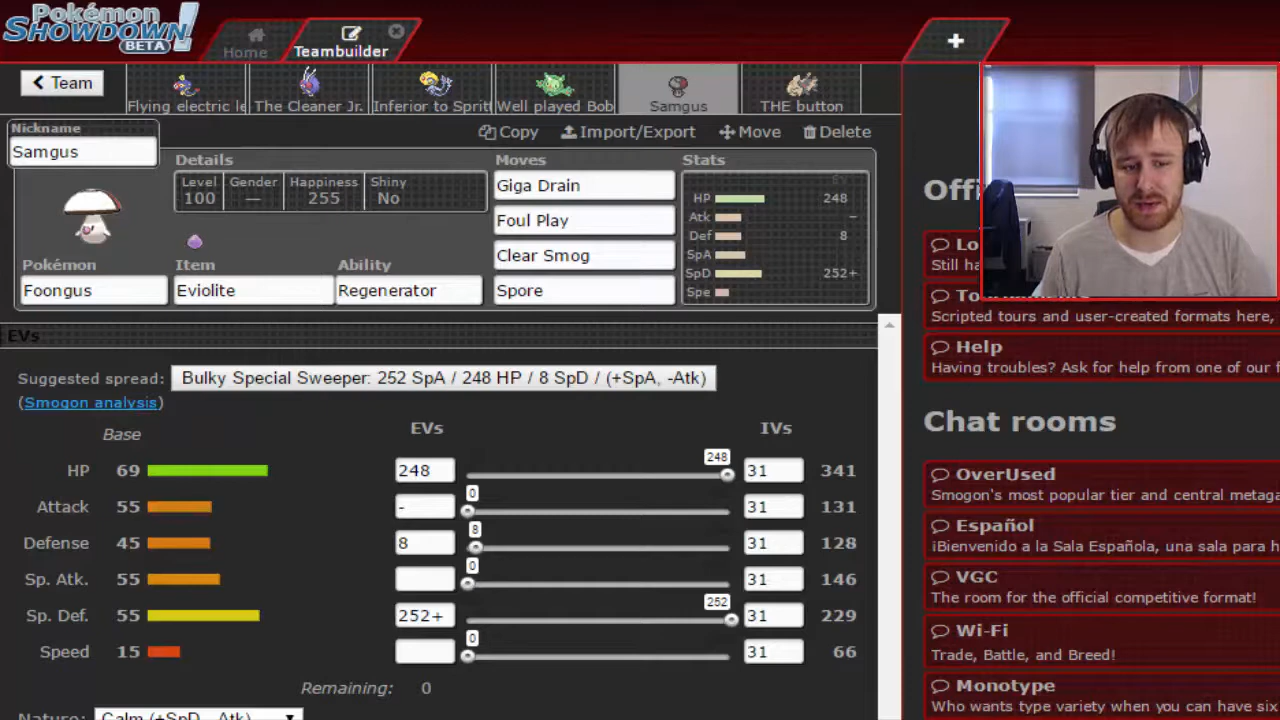 Pokémon
SHOWDOWN!
BETA
Home
Teambuilder
+
< Team
Flying electric le
The Cleaner Jr.
Inferior to Sprit
Well played Bob
Samgus
THE button
Nickname
Samgus
Copy
Import/Export
Move
Delete
Details
Level
100
Gender
—
Happiness
255
Shiny
No
Pokémon
Foongus
Item
Eviolite
Ability
Regenerator
Moves
Giga Drain
Foul Play
Clear Smog
Spore
Stats
EV
HP 248
Atk -
Def 8
SpA
SpD 252+
Spe
EVs
Suggested spread: Bulky Special Sweeper: 252 SpA / 248 HP / 8 SpD / (+SpA, -Atk)
(Smogon analysis)
Base EVs IVs
HP 69 248 248 31 341
Attack 55 - 0 31 131
Defense 45 8 8 31 128
Sp. Atk. 55 0 31 146
Sp. Def. 55 252+ 252 31 229
Speed 15 0 31 66
Remaining: 0
Nature: Calm (+SpD, -Atk)
Offi
Lo
Still ha
Scripted tours and user-created formats here,
Help
Having troubles? Ask for help from one of our f
Chat rooms
OverUsed
Smogon's most popular tier and central metaga
Español
¡Bienvenido a la Sala Española, una sala para h
VGC
The room for the official competitive format!
Wi-Fi
Trade, Battle, and Breed!
Monotype
Who wants type variety when you can have six